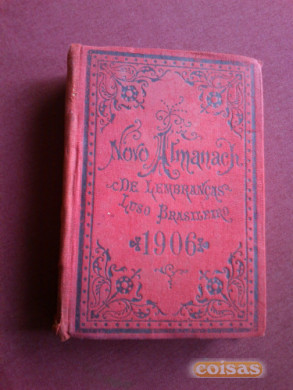 Novo Almanach
DE LEMBRANÇAS
LUSO BRASILEIRO
1906
coisas